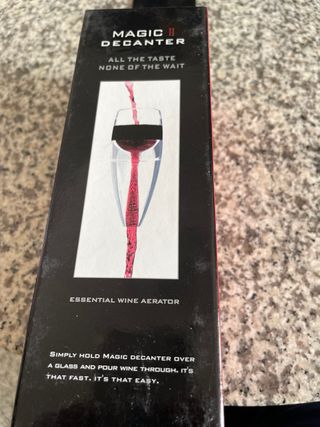 MAGIC II
DECANTER
ALL THE TASTE
NONE OF THE WAIT
ESSENTIAL WINE AERATOR
SIMPLY HOLD MAGIC DECANTER OVER
A GLASS AND POUR WINE THROUGH. IT'S
THAT FAST. IT'S THAT EASY.